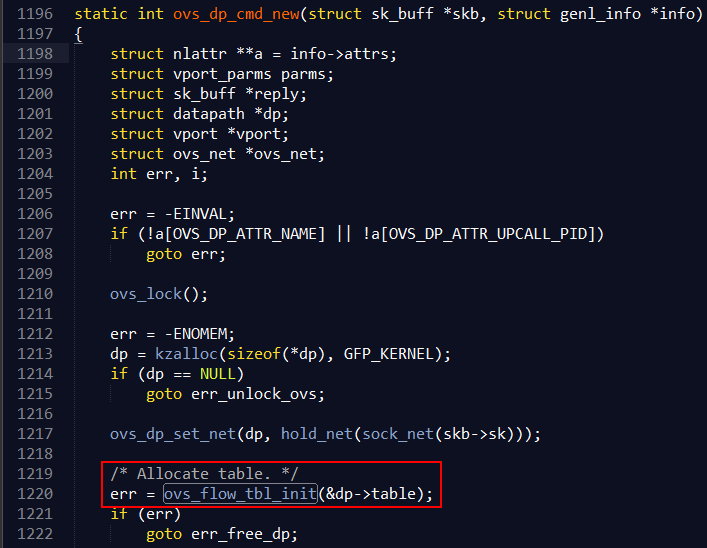 1196 static int ovs_dp_cmd_new(struct sk_buff *skb, struct genl_info *info)
1197 {
1198     struct nlattr **a = info->attrs;
1199     struct vport_parms parms;
1200     struct sk_buff *reply;
1201     struct datapath *dp;
1202     struct vport *vport;
1203     struct ovs_net *ovs_net;
1204     int err, i;
1205
1206     err = -EINVAL;
1207     if (!a[OVS_DP_ATTR_NAME] || !a[OVS_DP_ATTR_UPCALL_PID])
1208         goto err;
1209
1210     ovs_lock();
1211
1212     err = -ENOMEM;
1213     dp = kzalloc(sizeof(*dp), GFP_KERNEL);
1214     if (dp == NULL)
1215         goto err_unlock_ovs;
1216
1217     ovs_dp_set_net(dp, hold_net(sock_net(skb->sk)));
1218
1219     /* Allocate table. */
1220     err = ovs_flow_tbl_init(&dp->table);
1221     if (err)
1222         goto err_free_dp;